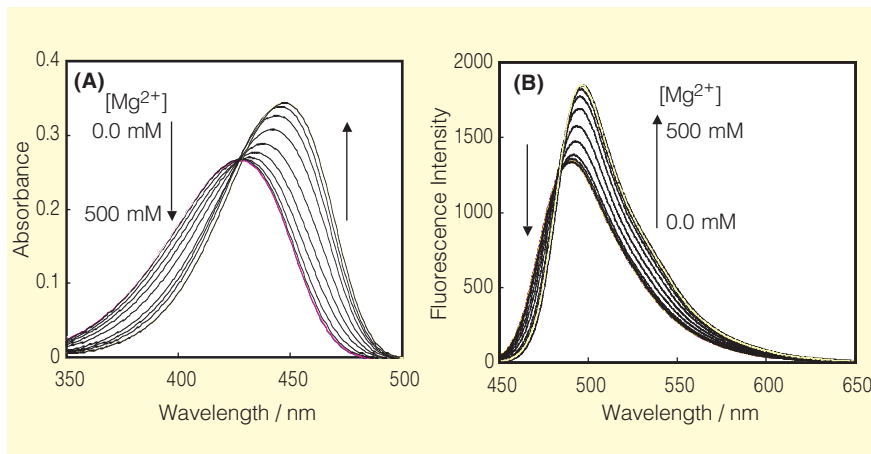 (A)
[Mg²⁺]
0.0 mM
500 mM
0.4
0.3
0.2
0.1
0
350 400 450 500
Absorbance
Wavelength / nm
(B)
[Mg²⁺]
500 mM
0.0 mM
2000
1500
1000
500
0
450 500 550 600 650
Fluorescence Intensity
Wavelength / nm